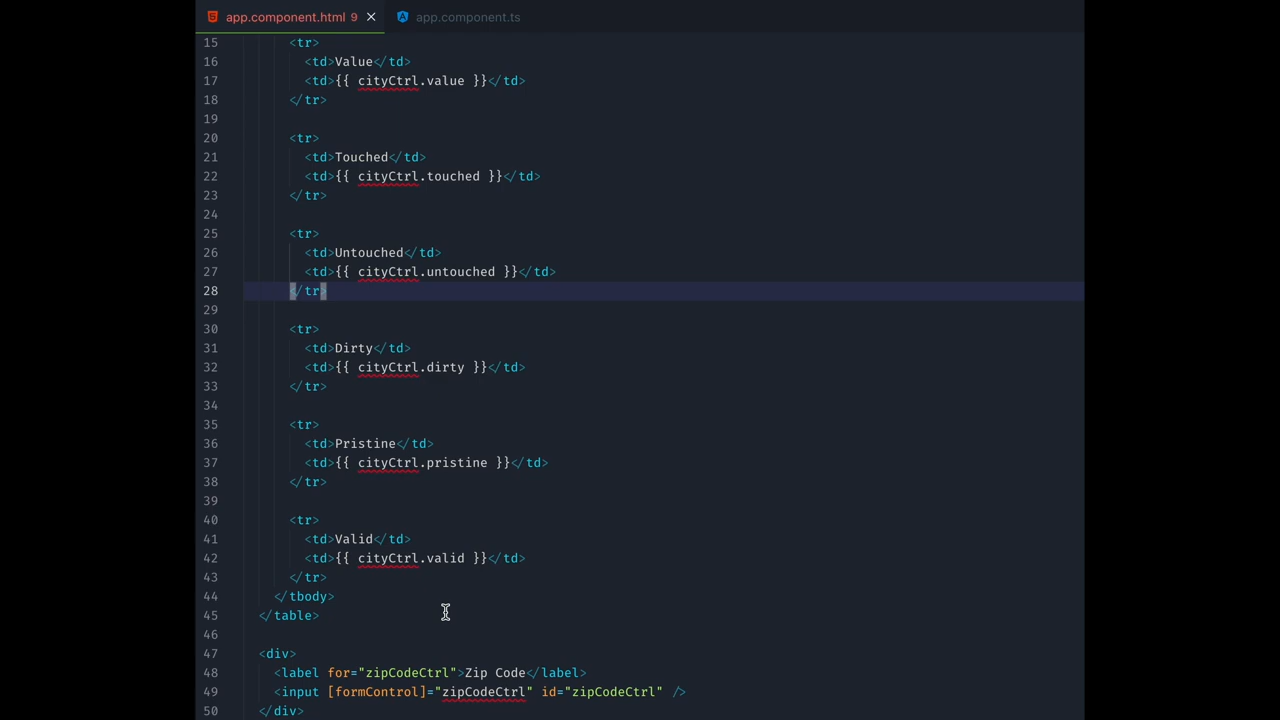 app.component.html 9 app.component.ts
15 <tr>
16 <td>Value</td>
17 <td>{{ cityCtrl.value }}</td>
18 </tr>
19
20 <tr>
21 <td>Touched</td>
22 <td>{{ cityCtrl.touched }}</td>
23 </tr>
24
25 <tr>
26 <td>Untouched</td>
27 <td>{{ cityCtrl.untouched }}</td>
28 </tr>
29
30 <tr>
31 <td>Dirty</td>
32 <td>{{ cityCtrl.dirty }}</td>
33 </tr>
34
35 <tr>
36 <td>Pristine</td>
37 <td>{{ cityCtrl.pristine }}</td>
38 </tr>
39
40 <tr>
41 <td>Valid</td>
42 <td>{{ cityCtrl.valid }}</td>
43 </tr>
44 </tbody>
45 </table>
46
47 <div>
48 <label for="zipCodeCtrl">Zip Code</label>
49 <input [formControl]="zipCodeCtrl" id="zipCodeCtrl" />
50 </div>